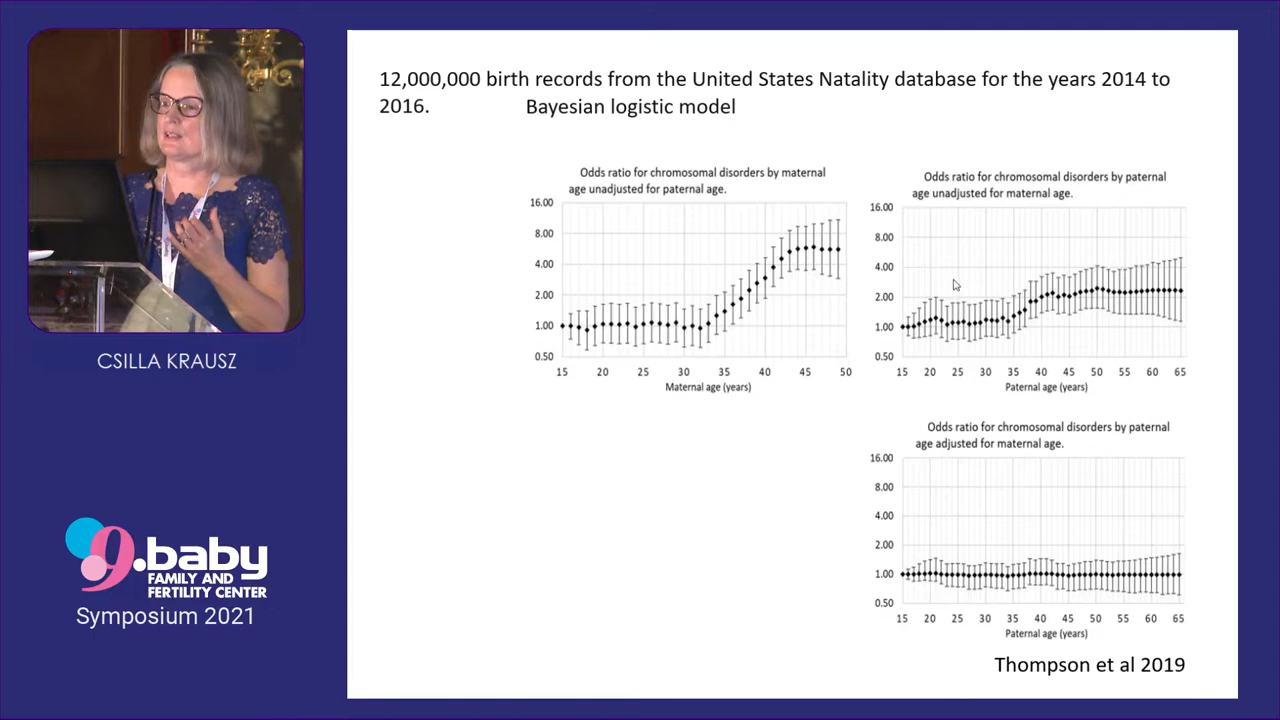 12,000,000 birth records from the United States Natality database for the years 2014 to
2016. Bayesian logistic model
Odds ratio for chromosomal disorders by maternal
age unadjusted for paternal age.
16.00
8.00
4.00
2.00
1.00
0.50
15 20 25 30 35 40 45 50
Maternal age (years)
Odds ratio for chromosomal disorders by paternal
age unadjusted for maternal age.
16.00
8.00
4.00
2.00
1.00
0.50
15 20 25 30 35 40 45 50 55 60 65
Paternal age (years)
Odds ratio for chromosomal disorders by paternal
age adjusted for maternal age.
16.00
8.00
4.00
2.00
1.00
0.50
15 20 25 30 35 40 45 50 55 60 65
Paternal age (years)
Thompson et al 2019
CSILLA KRAUSZ
9.baby
FAMILY AND
FERTILITY CENTER
Symposium 2021